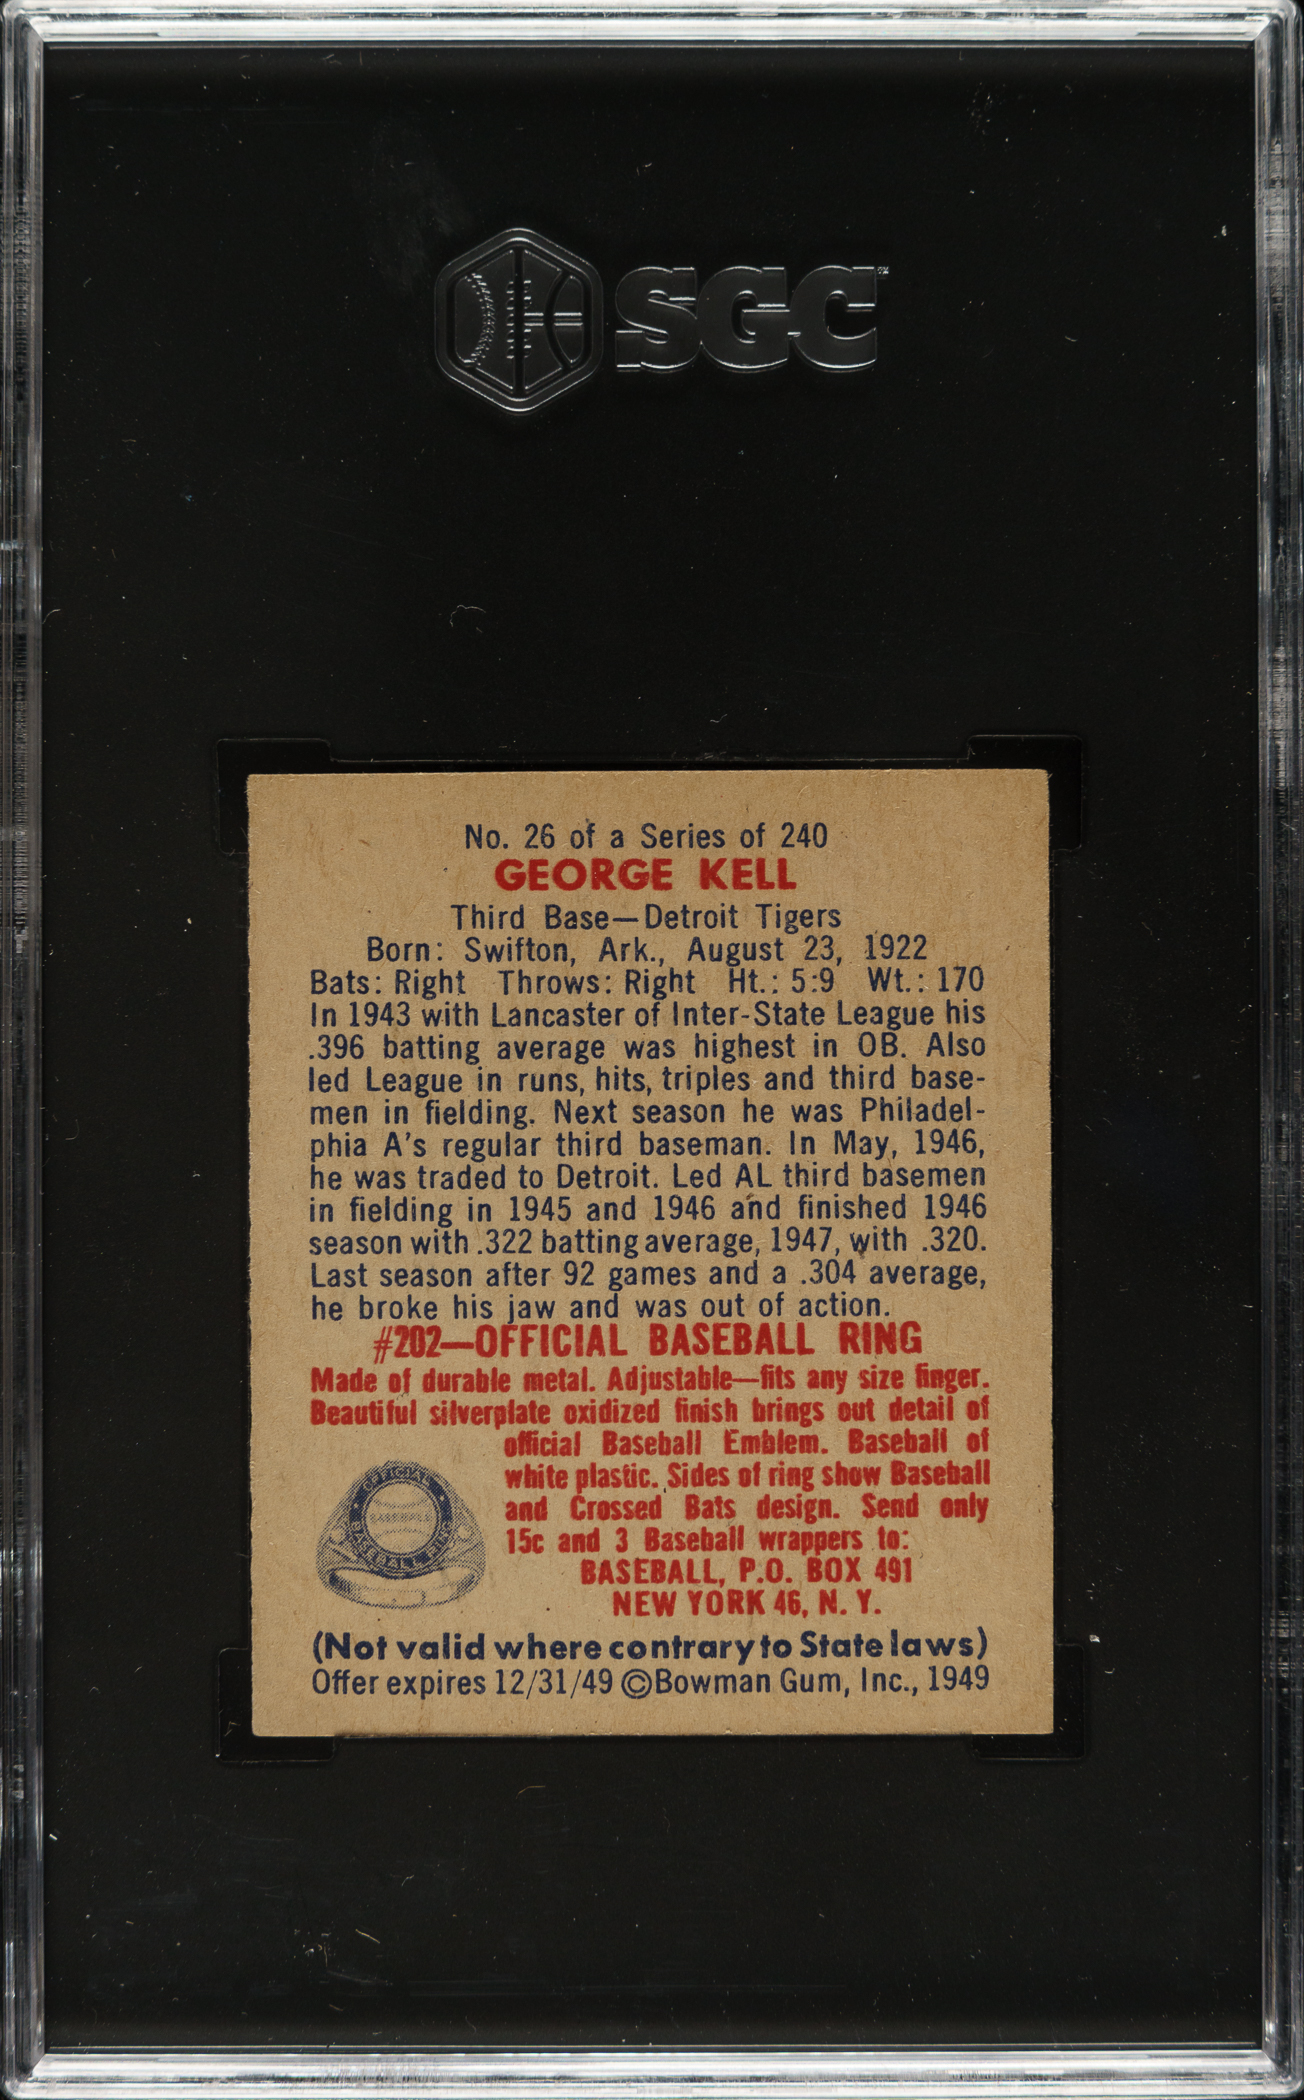 SGC
No. 26 of a Series of 240
GEORGE KELL
Third Base—Detroit Tigers
Born: Swifton, Ark., August 23, 1922
Bats: Right Throws: Right Ht.: 5:9 Wt.: 170
In 1943 with Lancaster of Inter-State League his
.396 batting average was highest in OB. Also
led League in runs, hits, triples and third base-
men in fielding. Next season he was Philadel-
phia A's regular third baseman. In May, 1946,
he was traded to Detroit. Led AL third basemen
in fielding in 1945 and 1946 and finished 1946
season with .322 batting average, 1947, with .320.
Last season after 92 games and a .304 average,
he broke his jaw and was out of action.
#202—OFFICIAL BASEBALL RING
Made of durable metal. Adjustable—fits any size finger.
Beautiful silverplate oxidized finish brings out detail of
official Baseball Emblem. Baseball of
white plastic. Sides of ring show Baseball
and Crossed Bats design. Send only
15c and 3 Baseball wrappers to:
BASEBALL, P.O. BOX 491
NEW YORK 46, N. Y.
OFFICIAL
BASEBALL
BASEBALL RING
(Not valid where contrary to State laws)
Offer expires 12/31/49 ©Bowman Gum, Inc., 1949